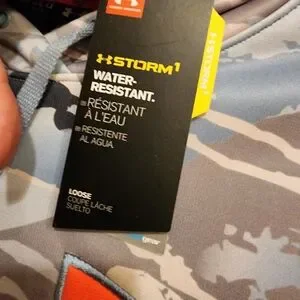 STORM1
WATER-
RESISTANT.
RÉSISTANT
À L'EAU
RESISTENTE
AL AGUA.
LOOSE
COUPE LÂCHE
SUELTO